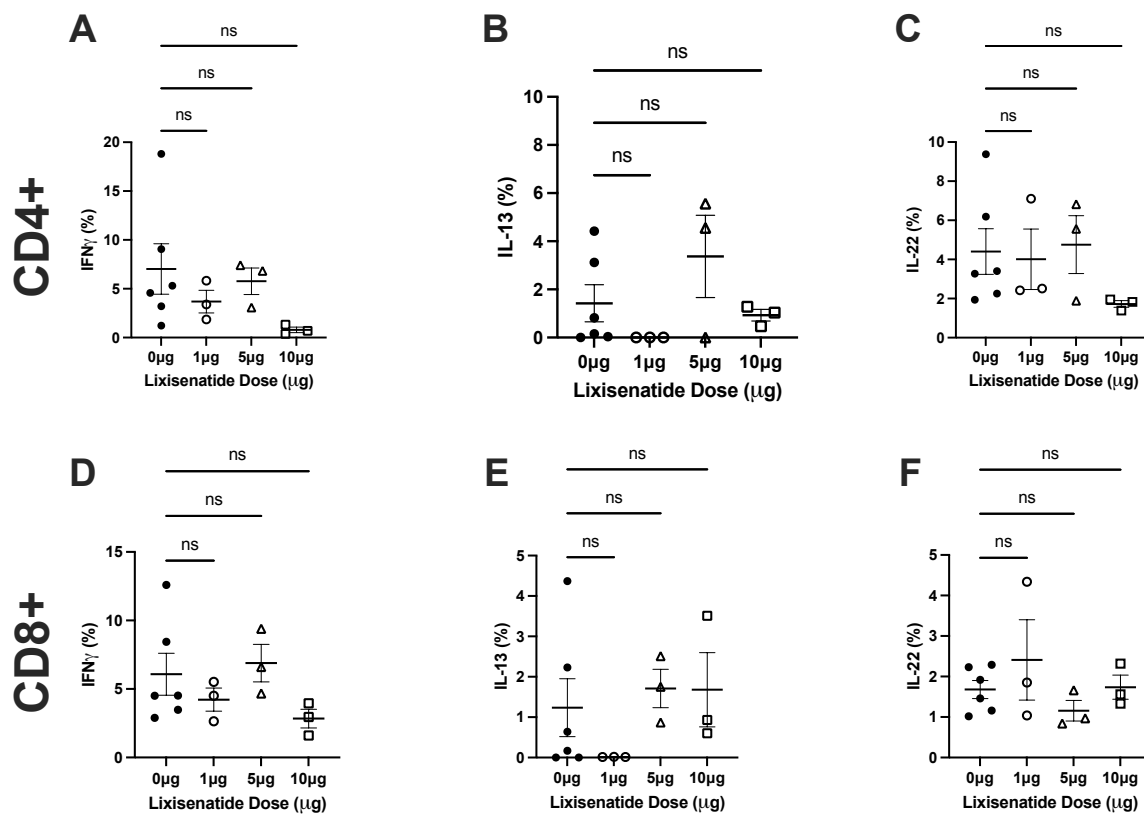 A
ns
ns
ns
20
15
10
5
0
IFNγ (%)
0μg 1μg 5μg 10μg
Lixisenatide Dose (μg)
B
ns
ns
ns
10
8
6
4
2
0
IL-13 (%)
0μg 1μg 5μg 10μg
Lixisenatide Dose (μg)
C
ns
ns
ns
10
8
6
4
2
0
IL-22 (%)
0μg 1μg 5μg 10μg
Lixisenatide Dose (μg)
CD4+
D
ns
ns
ns
15
10
5
0
IFNγ (%)
0μg 1μg 5μg 10μg
Lixisenatide Dose (μg)
E
ns
ns
ns
5
4
3
2
1
0
IL-13 (%)
0μg 1μg 5μg 10μg
Lixisenatide Dose (μg)
F
ns
ns
ns
5
4
3
2
1
0
IL-22 (%)
0μg 1μg 5μg 10μg
Lixisenatide Dose (μg)
CD8+